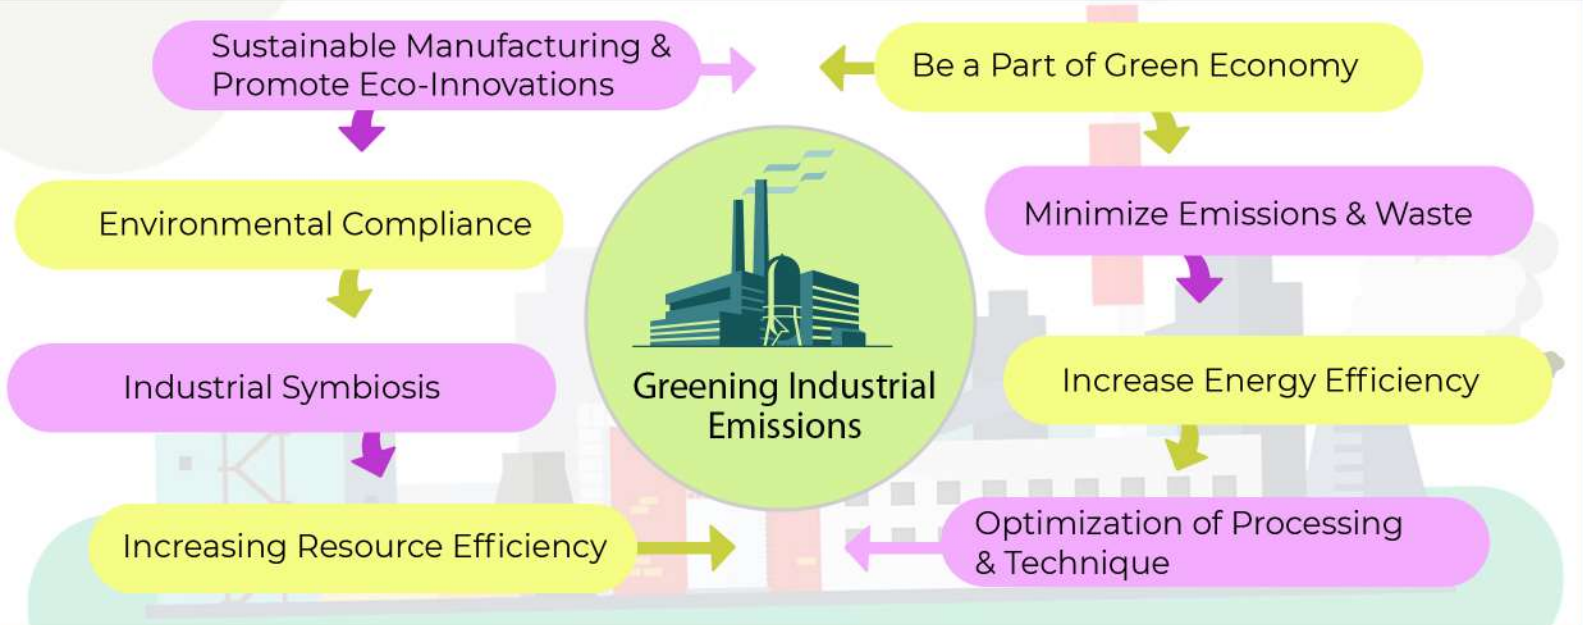 Sustainable Manufacturing &
Promote Eco-Innovations
Be a Part of Green Economy
Environmental Compliance
Minimize Emissions & Waste
Industrial Symbiosis
Increase Energy Efficiency
Greening Industrial
Emissions
Increasing Resource Efficiency
Optimization of Processing
& Technique